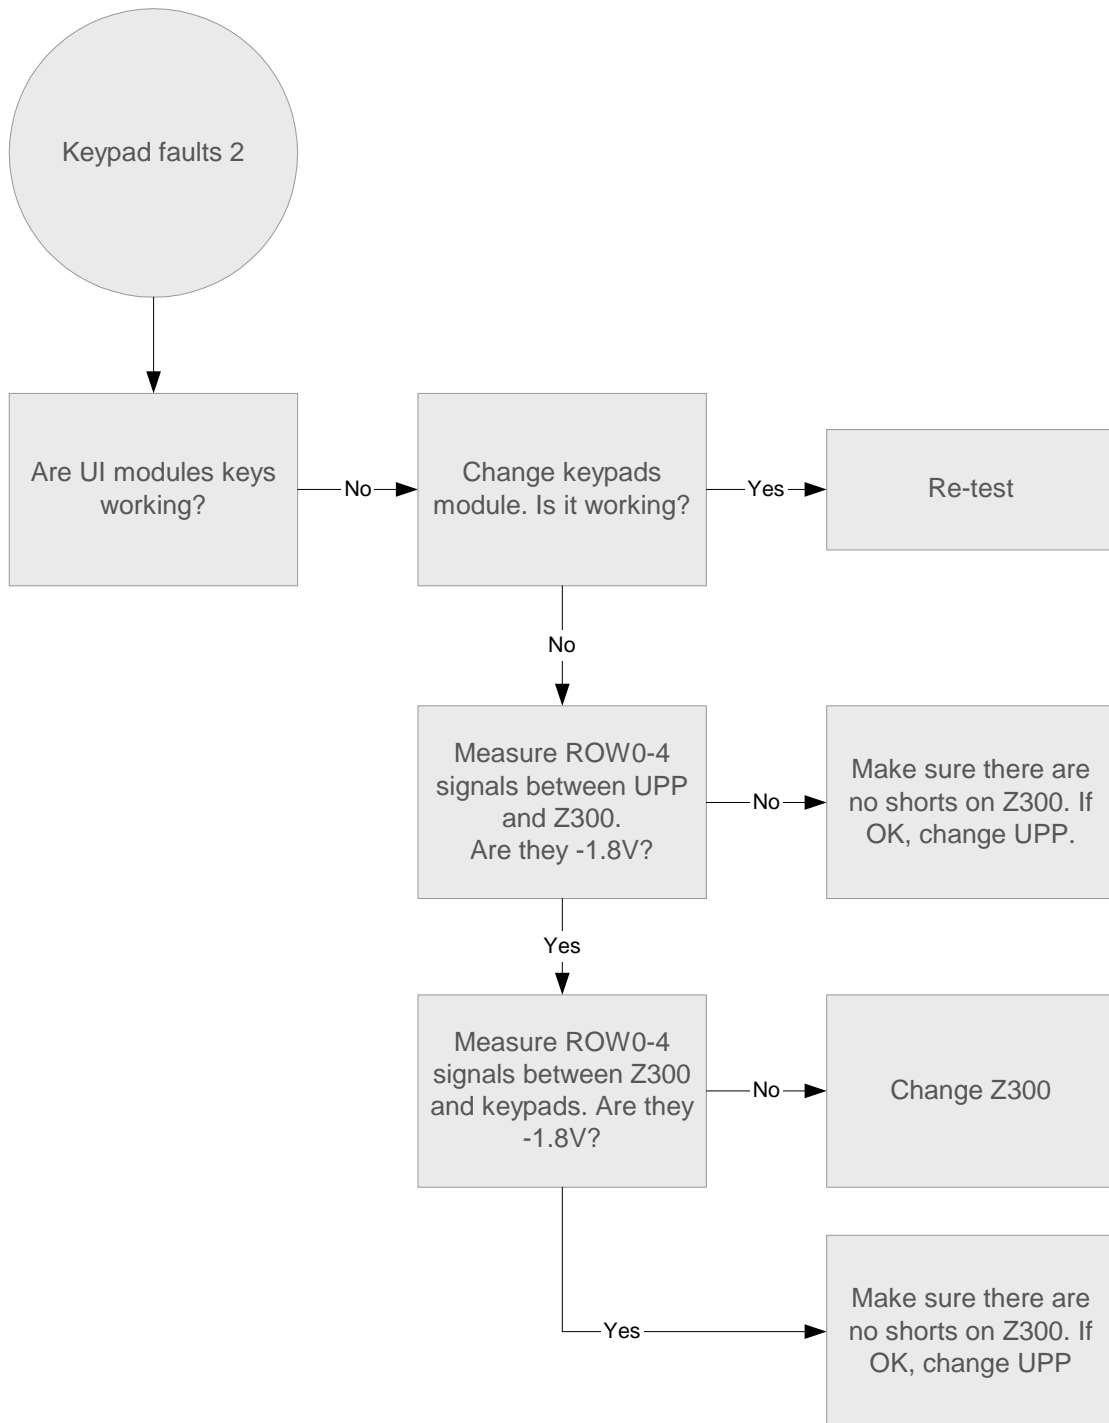 Keypad faults 2
Are UI modules keys
working?
No
Change keypads
module. Is it working?
Yes
Re-test
No
Measure ROW0-4
signals between UPP
and Z300.
Are they -1.8V?
No
Make sure there are
no shorts on Z300. If
OK, change UPP.
Yes
Measure ROW0-4
signals between Z300
and keypads. Are they
-1.8V?
No
Change Z300
Yes
Make sure there are
no shorts on Z300. If
OK, change UPP